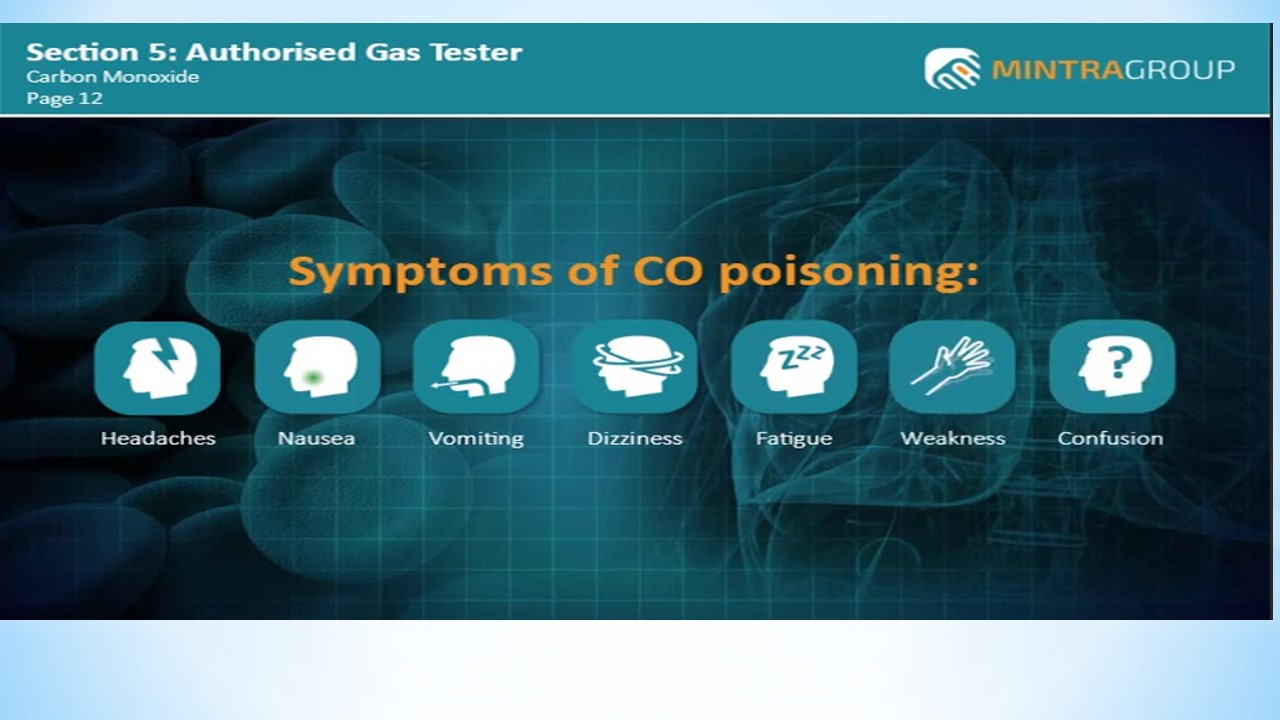 Section 5: Authorised Gas Tester
Carbon Monoxide
Page 12
MINTRAGROUP
Symptoms of CO poisoning:
zzz
?
Headaches
Nausea
Vomiting
Dizziness
Fatigue
Weakness
Confusion